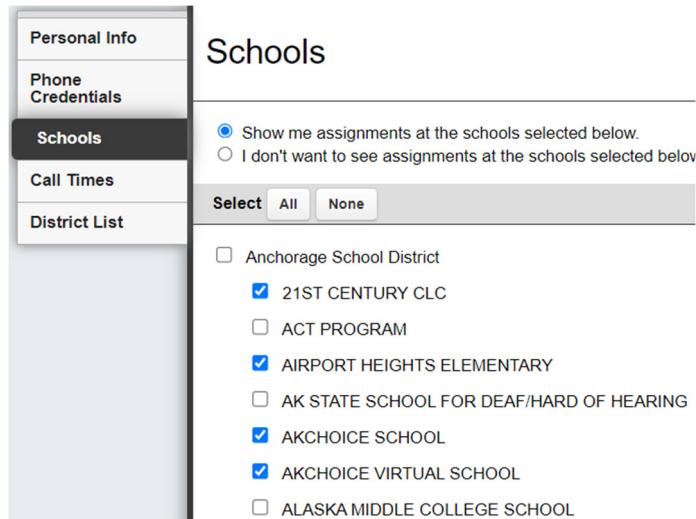 Personal Info
Phone
Credentials
Schools
Call Times
District List
Schools
Show me assignments at the schools selected below.
I don't want to see assignments at the schools selected below
Select All None
Anchorage School District
21ST CENTURY CLC
ACT PROGRAM
AIRPORT HEIGHTS ELEMENTARY
AK STATE SCHOOL FOR DEAF/HARD OF HEARING
AKCHOICE SCHOOL
AKCHOICE VIRTUAL SCHOOL
ALASKA MIDDLE COLLEGE SCHOOL